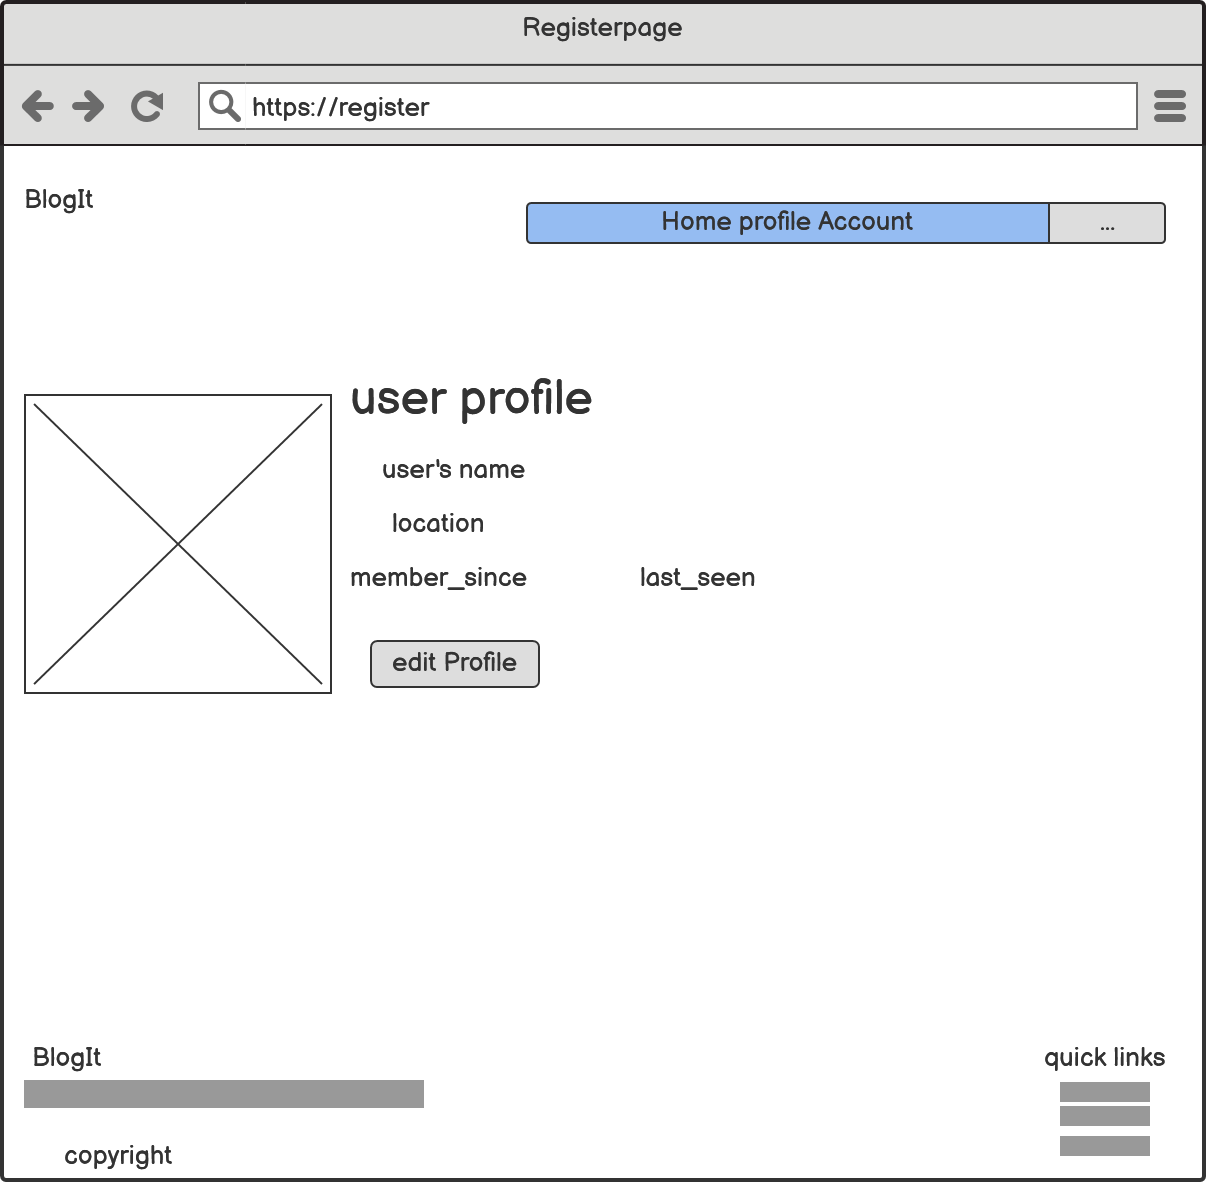 Registerpage
https://register
BlogIt
Home profile Account
...
user profile
user's name
location
member_since
last_seen
edit Profile
BlogIt
quick links
copyright